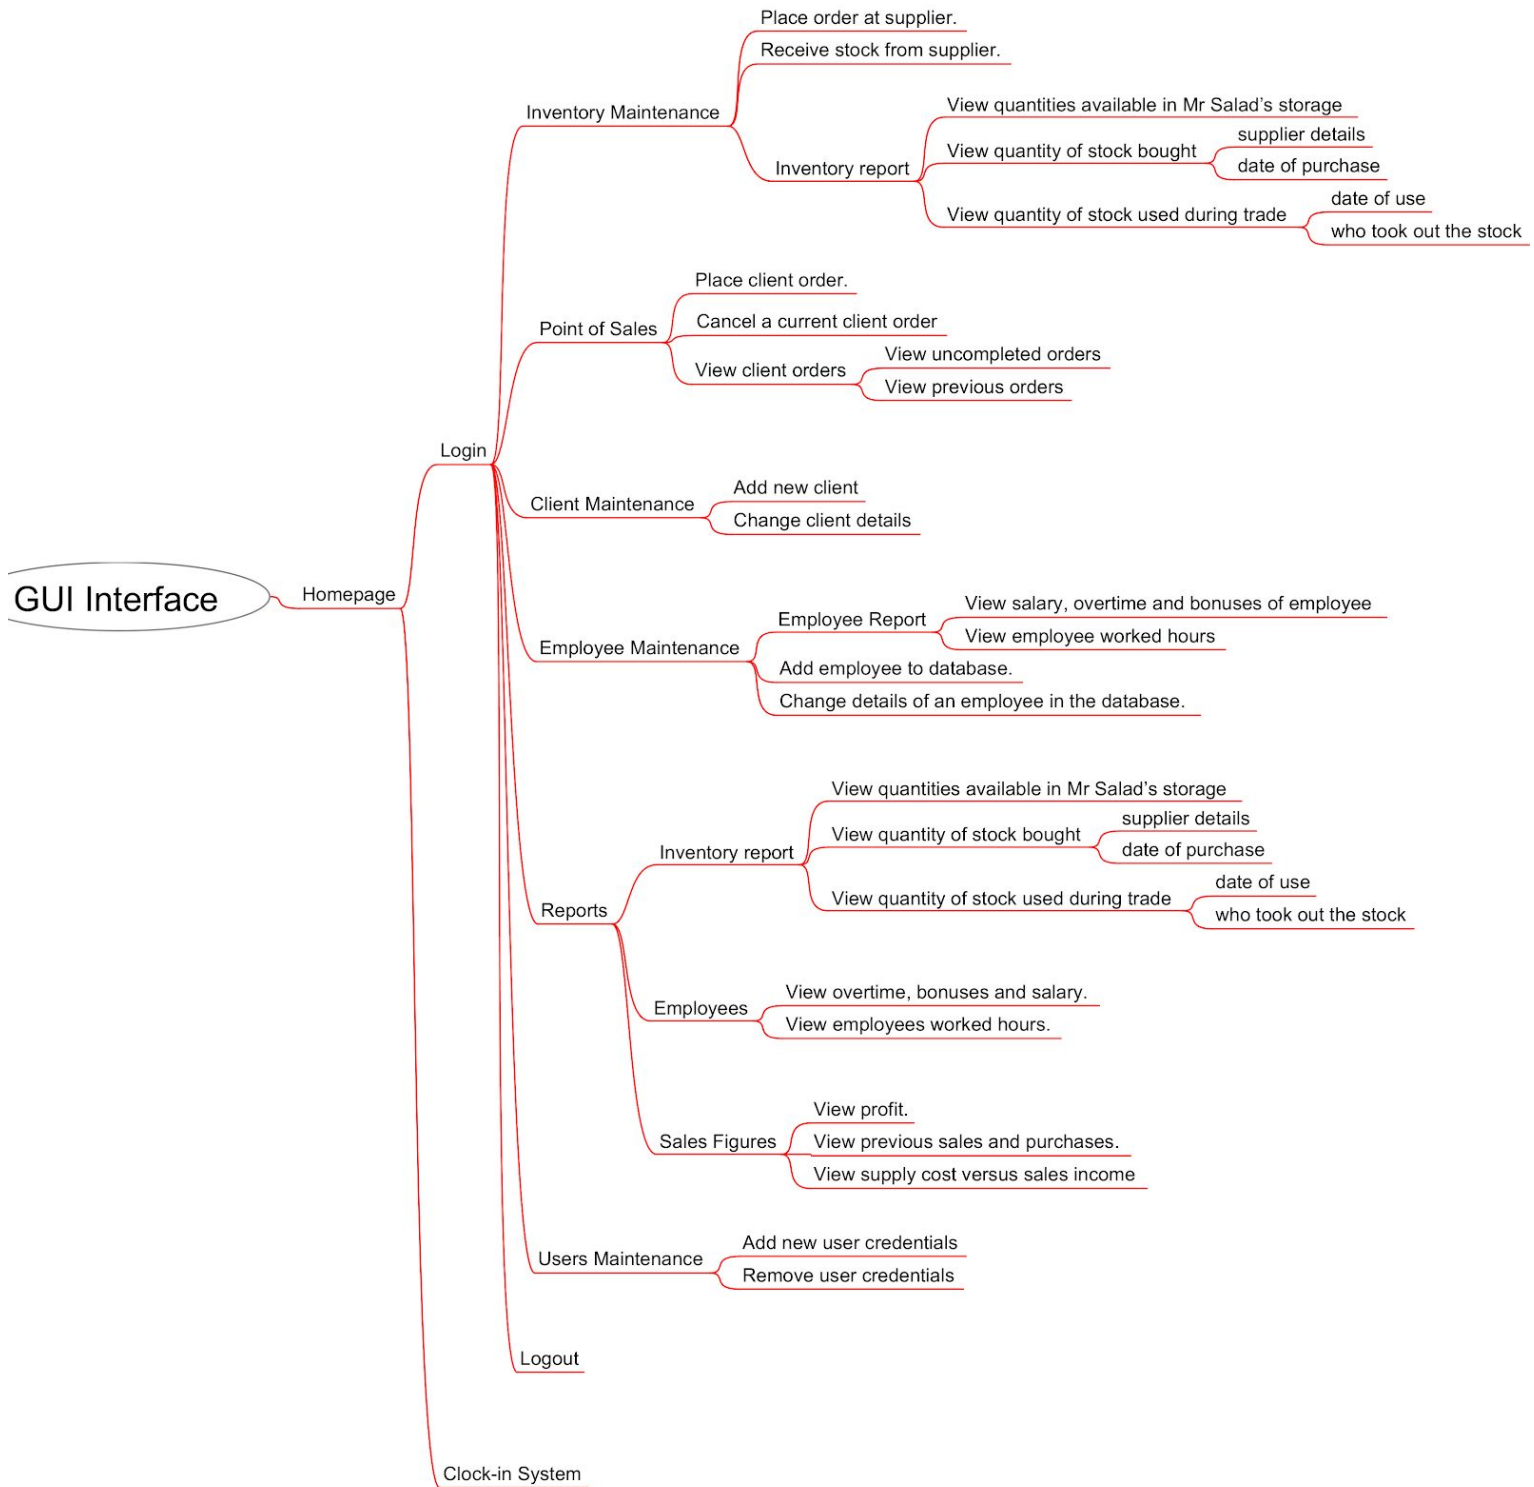 Place order at supplier.
Receive stock from supplier.
Inventory Maintenance
View quantities available in Mr Salad's storage
supplier details
View quantity of stock bought
date of purchase
Inventory report
date of use
View quantity of stock used during trade
who took out the stock
Place client order.
Cancel a current client order
Point of Sales
View uncompleted orders
View client orders
View previous orders
Login
Add new client
Client Maintenance
Change client details
GUI Interface
Homepage
View salary, overtime and bonuses of employee
Employee Report
View employee worked hours
Employee Maintenance
Add employee to database.
Change details of an employee in the database.
View quantities available in Mr Salad's storage
supplier details
View quantity of stock bought
date of purchase
Inventory report
date of use
View quantity of stock used during trade
who took out the stock
Reports
View overtime, bonuses and salary.
Employees
View employees worked hours.
View profit.
Sales Figures
View previous sales and purchases.
View supply cost versus sales income
Add new user credentials
Users Maintenance
Remove user credentials
Logout
Clock-in System